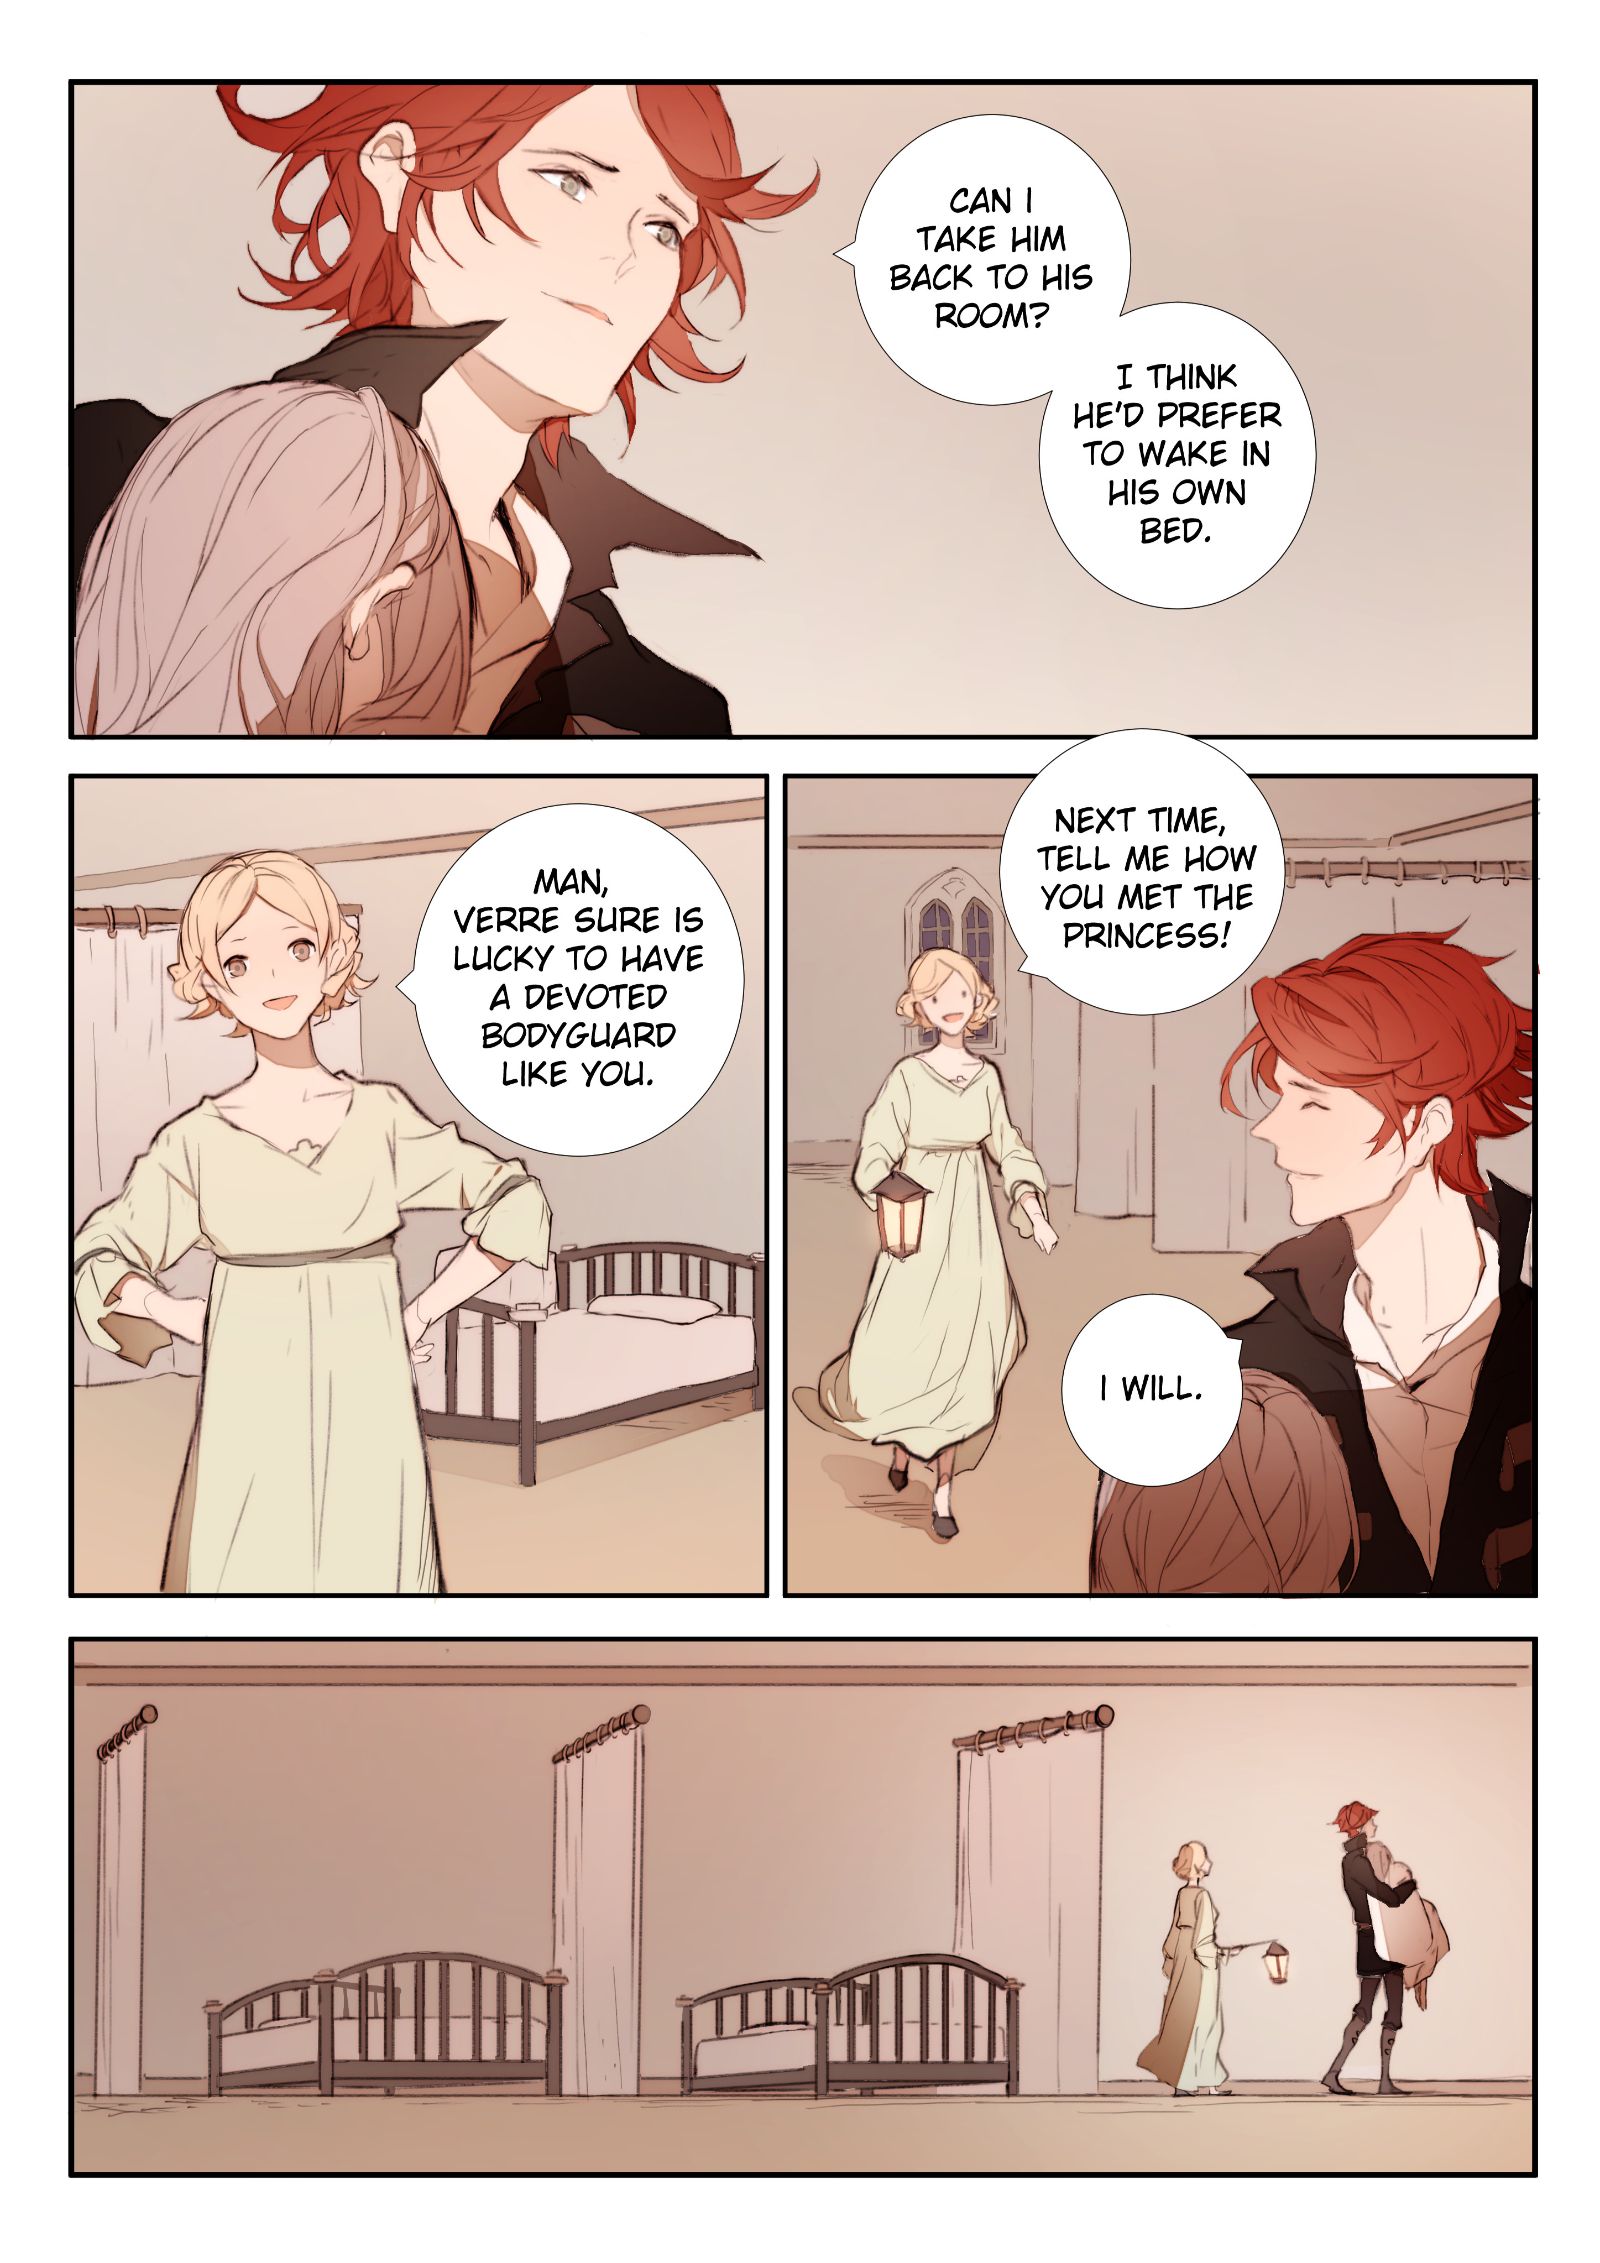 CAN I
TAKE HIM
BACK TO HIS
ROOM?
I THINK
HE'D PREFER
TO WAKE IN
HIS OWN
BED.
MAN,
VERRE SURE IS
LUCKY TO HAVE
A DEVOTED
BODYGUARD
LIKE YOU.
NEXT TIME,
TELL ME HOW
YOU MET THE
PRINCESS!
I WILL.